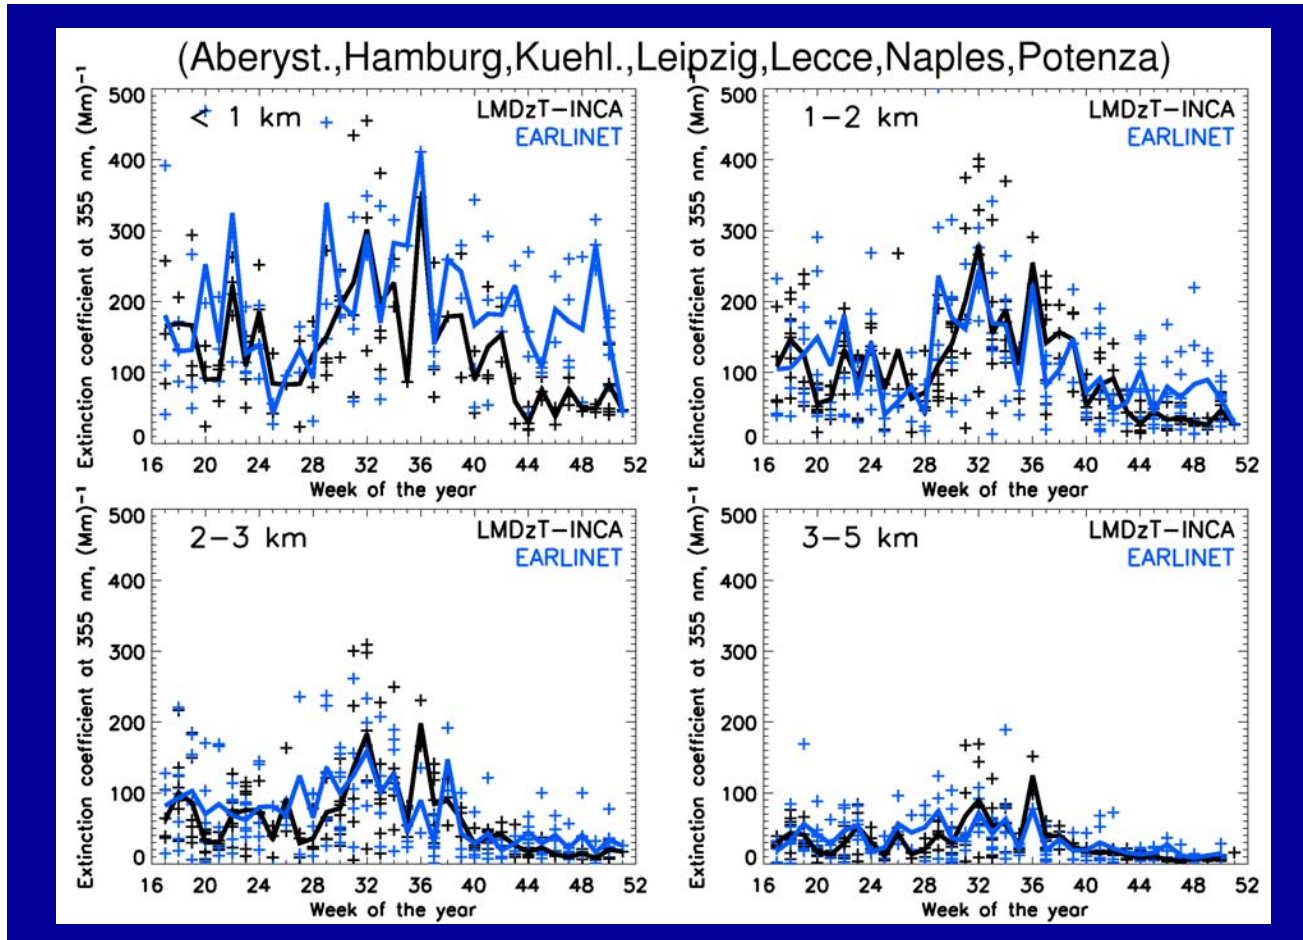 (Aberyst.,Hamburg,Kuehl.,Leipzig,Lecce,Naples,Potenza)
Extinction coefficient at 355 nm, (Mm)⁻¹
500
400
300
200
100
0
< 1 km
LMDzT-INCA
EARLINET
16 20 24 28 32 36 40 44 48 52
Week of the year
Extinction coefficient at 355 nm, (Mm)⁻¹
500
400
300
200
100
0
1-2 km
LMDzT-INCA
EARLINET
16 20 24 28 32 36 40 44 48 52
Week of the year
Extinction coefficient at 355 nm, (Mm)⁻¹
500
400
300
200
100
0
2-3 km
LMDzT-INCA
EARLINET
16 20 24 28 32 36 40 44 48 52
Week of the year
Extinction coefficient at 355 nm, (Mm)⁻¹
500
400
300
200
100
0
3-5 km
LMDzT-INCA
EARLINET
16 20 24 28 32 36 40 44 48 52
Week of the year